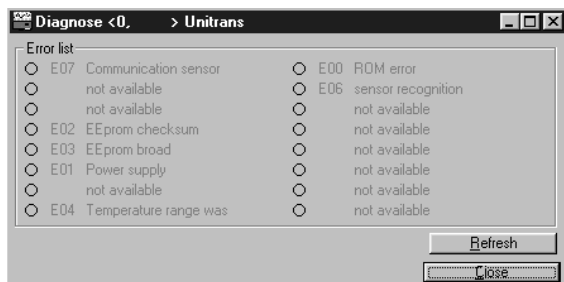 Diagnose <0, > Unitrans
Error list
E07 Communication sensor
not available
not available
E02 EEprom checksum
E03 EEprom broad
E01 Power supply
not available
E04 Temperature range was
E00 ROM error
E06 sensor recognition
not available
not available
not available
not available
not available
not available
Refresh
Close